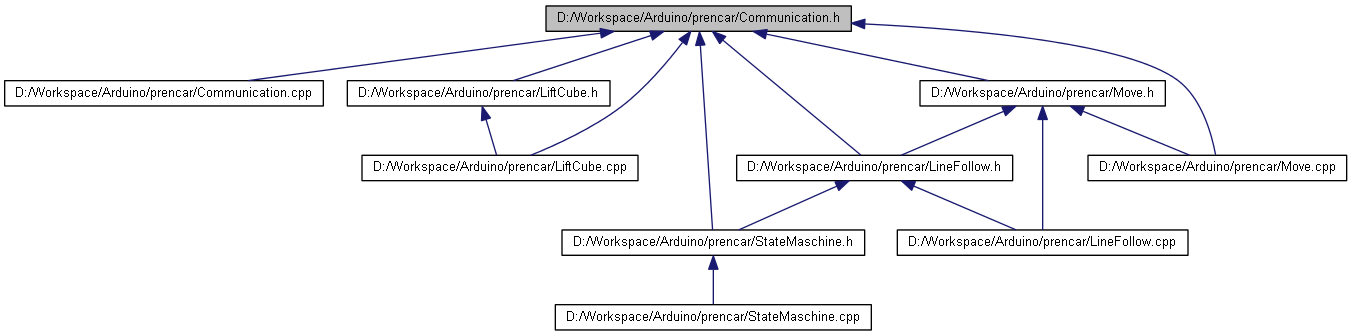 D:/Workspace/Arduino/prencar/Communication.h
D:/Workspace/Arduino/prencar/Communication.cpp
D:/Workspace/Arduino/prencar/LiftCube.h
D:/Workspace/Arduino/prencar/Move.h
D:/Workspace/Arduino/prencar/LiftCube.cpp
D:/Workspace/Arduino/prencar/LineFollow.h
D:/Workspace/Arduino/prencar/Move.cpp
D:/Workspace/Arduino/prencar/StateMaschine.h
D:/Workspace/Arduino/prencar/LineFollow.cpp
D:/Workspace/Arduino/prencar/StateMaschine.cpp